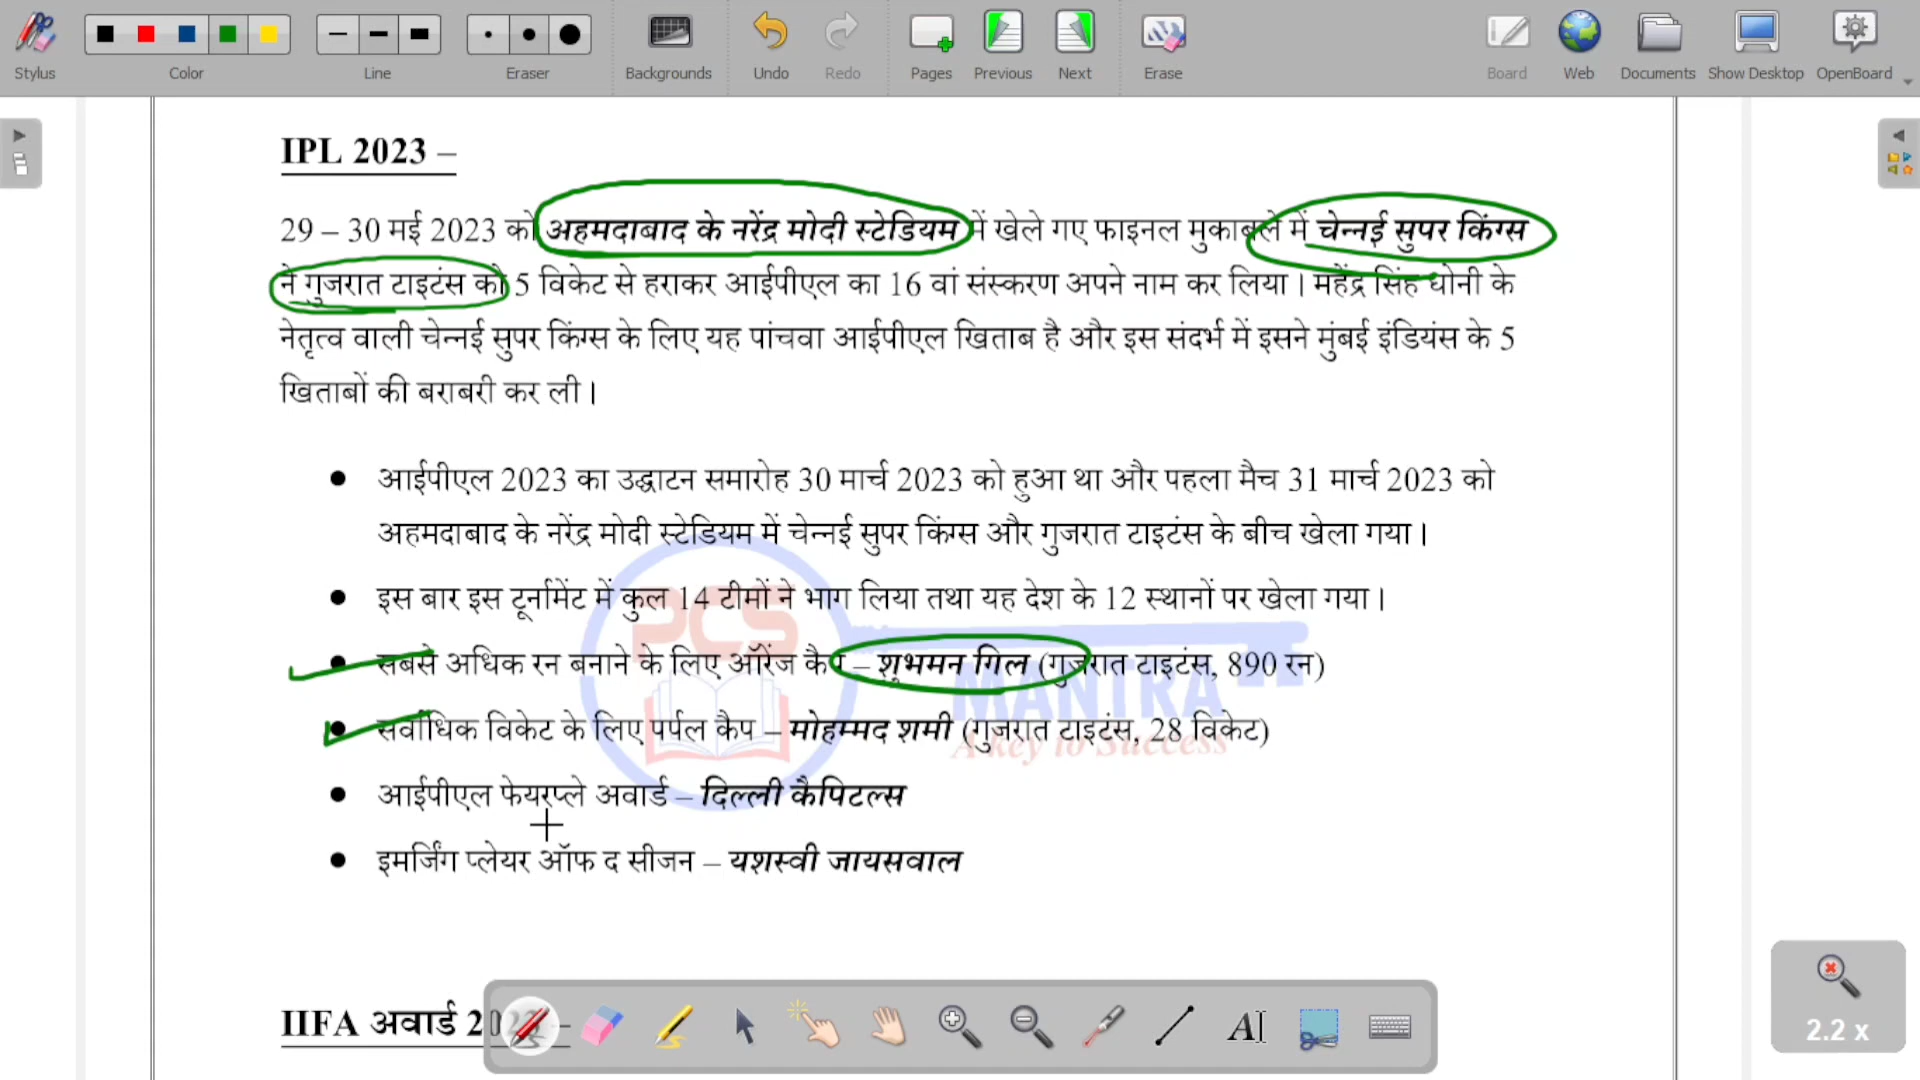 Stylus
Color
Line
Eraser
Backgrounds
Undo
Redo
Pages
Previous
Next
Erase
Board
Web
Documents
Show Desktop
OpenBoard
IPL 2023 –
29 – 30 मई 2023 को अहमदाबाद के नरेंद्र मोदी स्टेडियम में खेले गए फाइनल मुकाबले में चेन्नई सुपर किंग्स
ने गुजरात टाइटंस को 5 विकेट से हराकर आईपीएल का 16 वां संस्करण अपने नाम कर लिया। महेंद्र सिंह धोनी के
नेतृत्व वाली चेन्नई सुपर किंग्स के लिए यह पांचवा आईपीएल खिताब है और इस संदर्भ में इसने मुंबई इंडियंस के 5
खिताबों की बराबरी कर ली।
● आईपीएल 2023 का उद्घाटन समारोह 30 मार्च 2023 को हुआ था और पहला मैच 31 मार्च 2023 को
अहमदाबाद के नरेंद्र मोदी स्टेडियम में चेन्नई सुपर किंग्स और गुजरात टाइटंस के बीच खेला गया।
● इस बार इस टूर्नामेंट में कुल 14 टीमों ने भाग लिया तथा यह देश के 12 स्थानों पर खेला गया।
● सबसे अधिक रन बनाने के लिए ऑरेंज कैप – शुभमन गिल (गुजरात टाइटंस, 890 रन)
● सर्वाधिक विकेट के लिए पर्पल कैप – मोहम्मद शमी (गुजरात टाइटंस, 28 विकेट)
● आईपीएल फेयरप्ले अवार्ड – दिल्ली कैपिटल्स
● इमर्जिंग प्लेयर ऑफ द सीजन – यशस्वी जायसवाल
PCS
MANTRA
A key to Success
IIFA अवार्ड
2.2 x